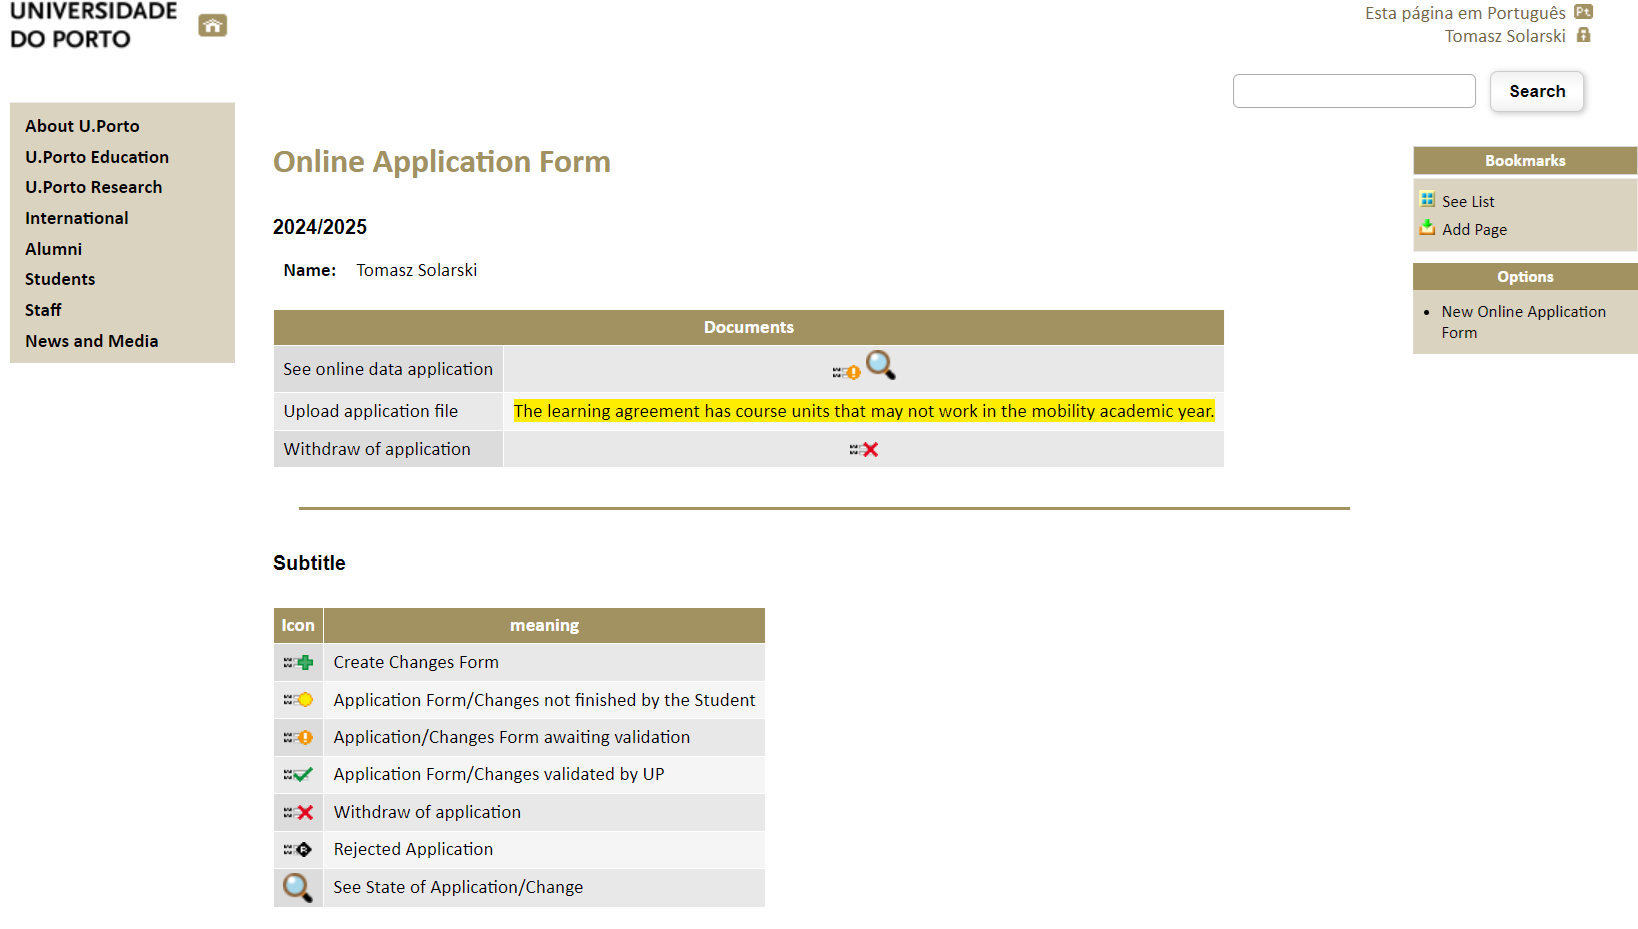 UNIVERSIDADE
DO PORTO
Esta página em Português Pt
Tomasz Solarski
Search
About U.Porto
U.Porto Education
U.Porto Research
International
Alumni
Students
Staff
News and Media
Online Application Form
2024/2025
Name: Tomasz Solarski
Documents
See online data application
Upload application file The learning agreement has course units that may not work in the mobility academic year.
Withdraw of application
Bookmarks
See List
Add Page
Options
New Online Application
Form
Subtitle
Icon meaning
Create Changes Form
Application Form/Changes not finished by the Student
Application/Changes Form awaiting validation
Application Form/Changes validated by UP
Withdraw of application
R Rejected Application
See State of Application/Change